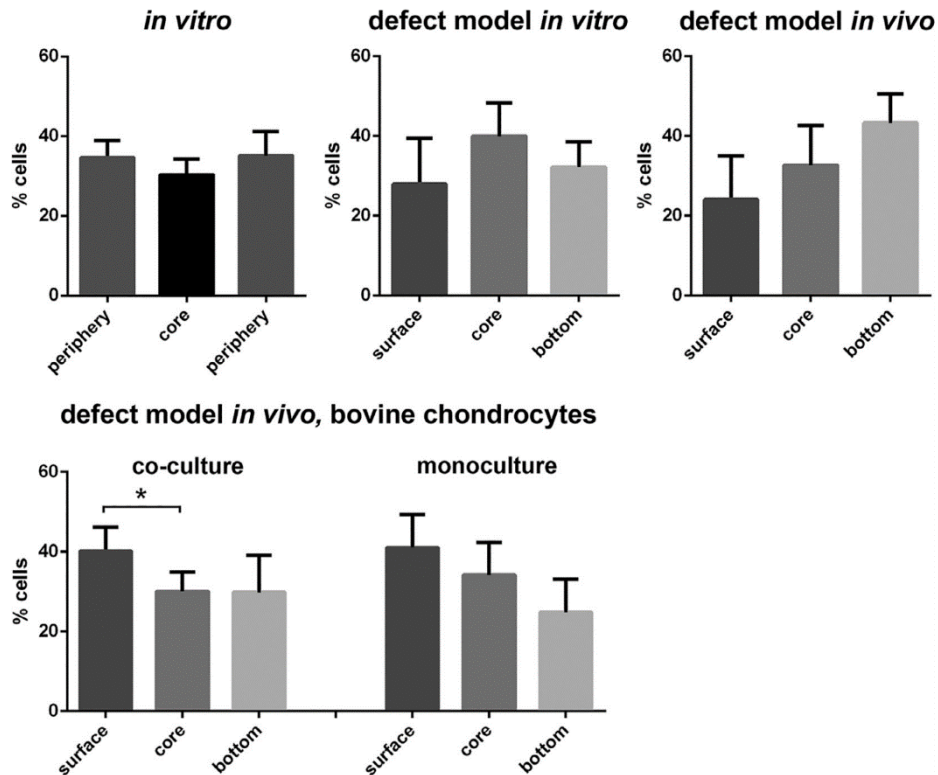 in vitro
60
40
20
0
% cells
periphery
core
periphery
defect model in vitro
60
40
20
0
% cells
surface
core
bottom
defect model in vivo
60
40
20
0
% cells
surface
core
bottom
defect model in vivo, bovine chondrocytes
co-culture
monoculture
60
40
20
0
% cells
*
surface
core
bottom
surface
core
bottom